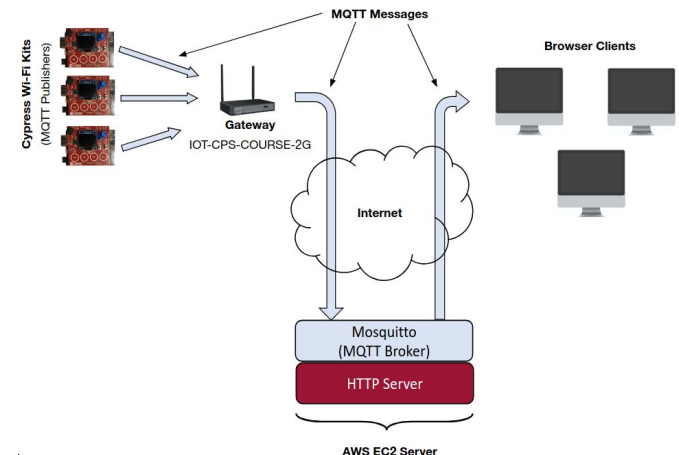 MQTT Messages
Cypress Wi-Fi Kits
(MQTT Publishers)
Browser Clients
Gateway
IOT-CPS-COURSE-2G
Internet
Mosquitto
(MQTT Broker)
HTTP Server
AWS EC2 Server